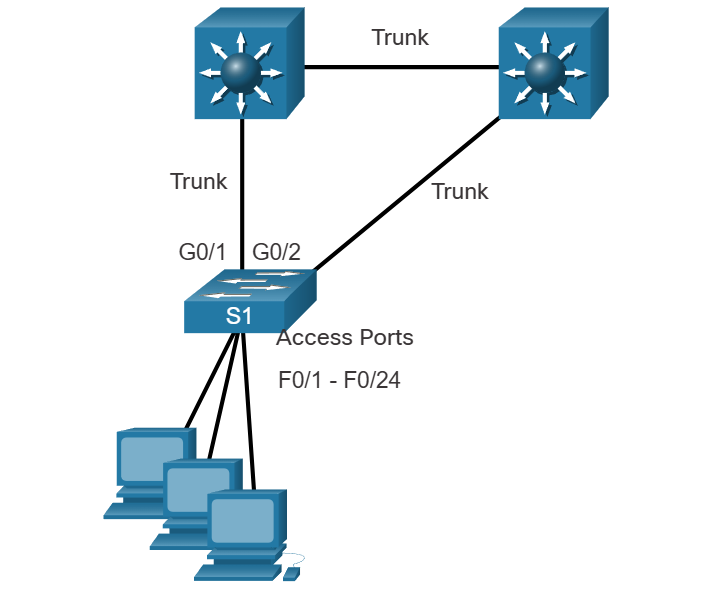 Trunk
Trunk
Trunk
G0/1
G0/2
S1
Access Ports
F0/1 - F0/24